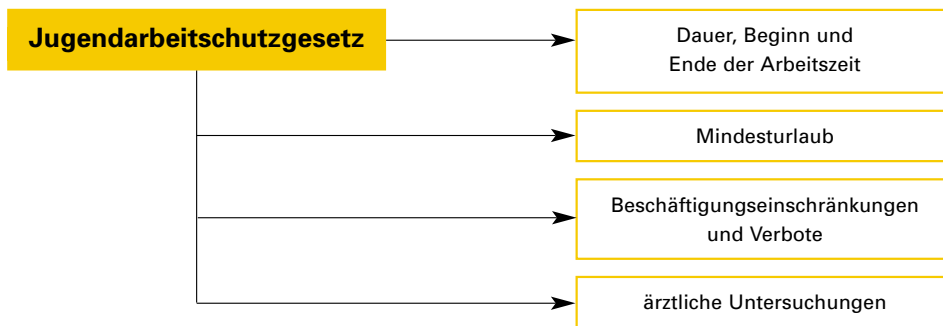 Jugendarbeitschutzgesetz
Dauer, Beginn und
Ende der Arbeitszeit
Mindesturlaub
Beschäftigungseinschränkungen
und Verbote
ärztliche Untersuchungen